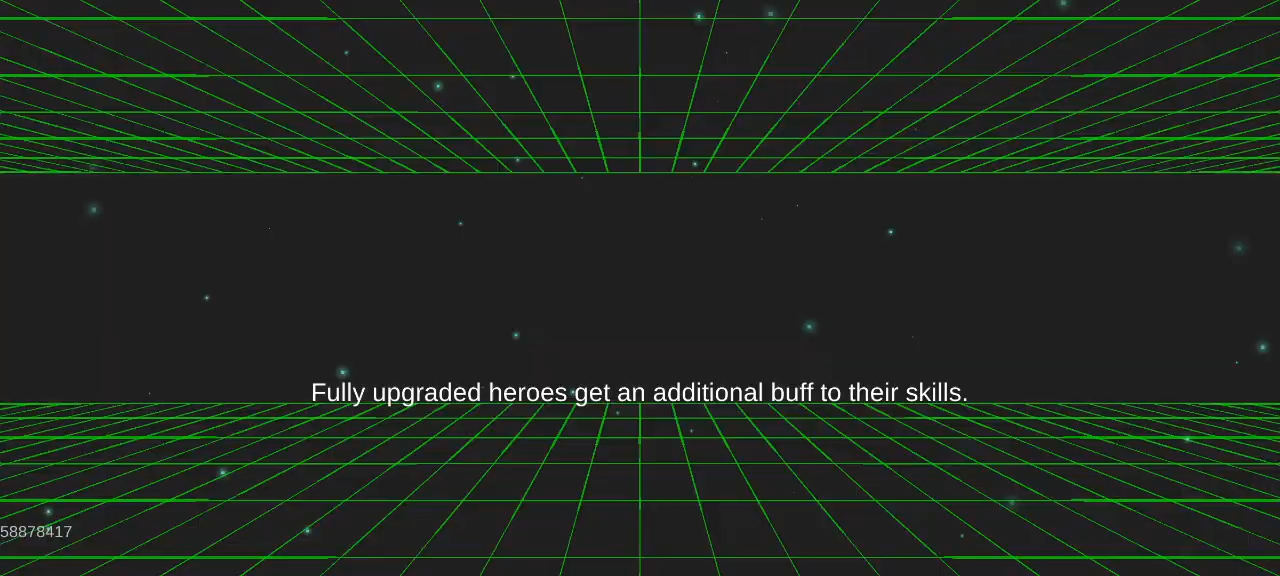 Fully upgraded heroes get an additional buff to their skills.
58878417